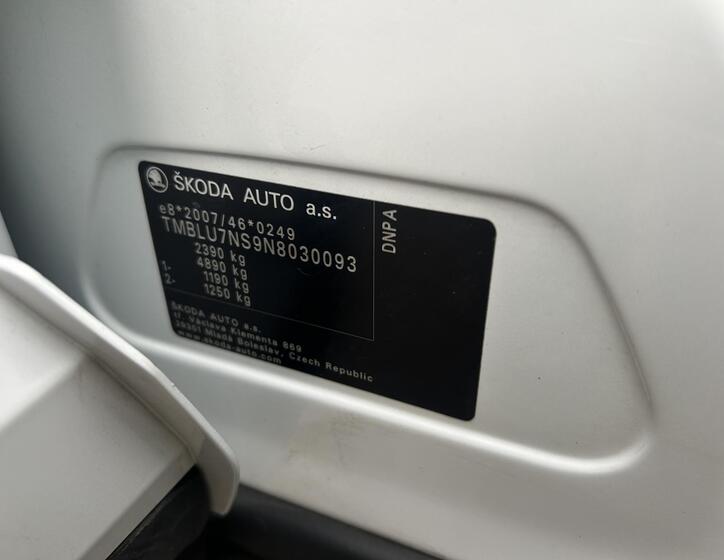 ŠKODA AUTO a.s.
e8*2007/46*0249
TMBLU7NS9N8030093
2390 kg
4890 kg
1- 1190 kg
2- 1250 kg
DNPA
ŠKODA AUTO a.s.
tř. Václava Klementa 869
29301 Mladá Boleslav, Czech Republic
www.skoda-auto.com